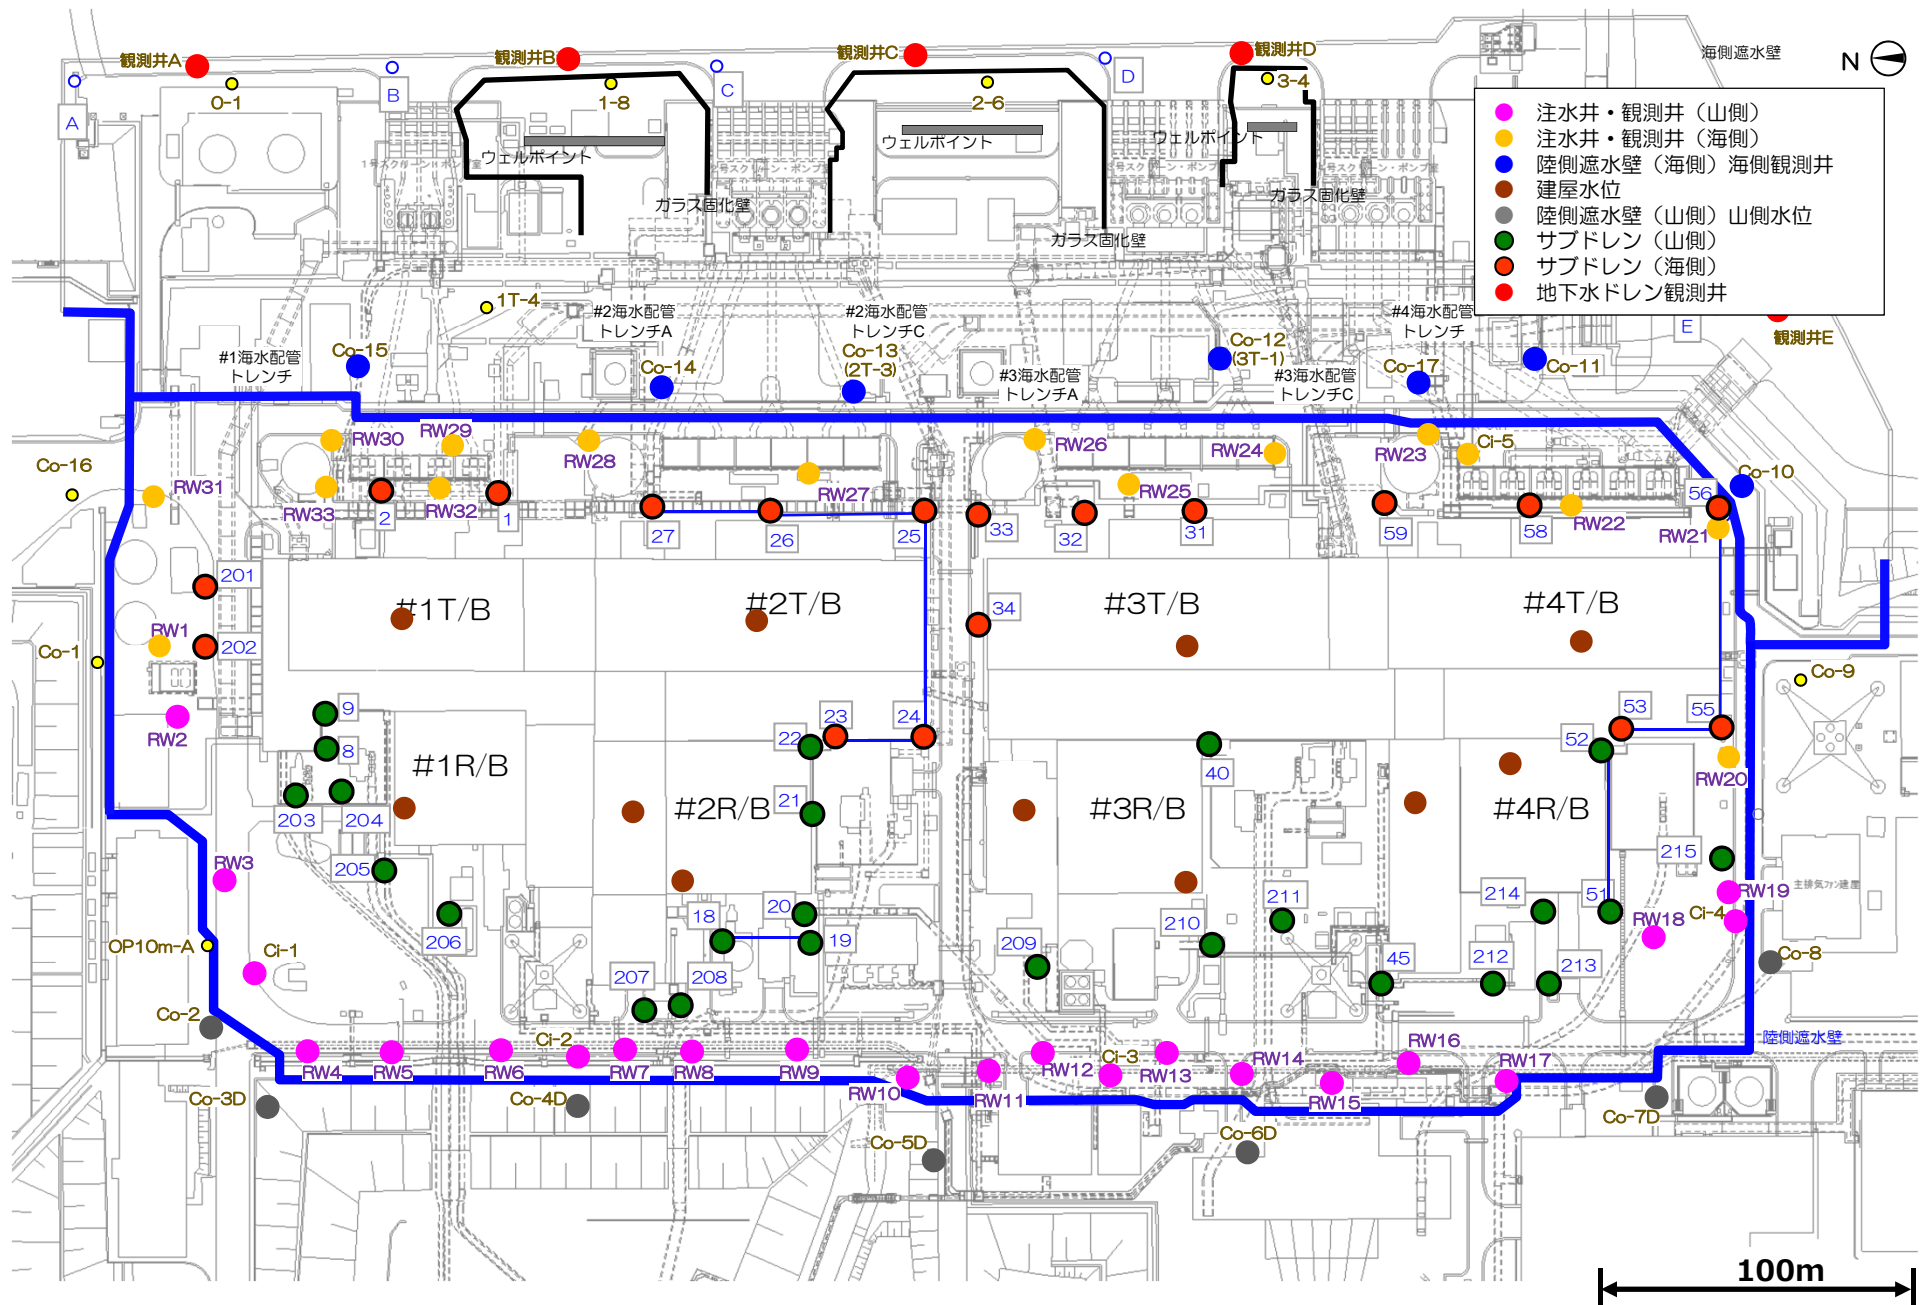 観測井A
観測井B
観測井C
観測井D
海側遮水壁
N
0-1
1-8
2-6
3-4
A
B
C
D
注水井・観測井（山側）
注水井・観測井（海側）
陸側遮水壁（海側）海側観測井
建屋水位
陸側遮水壁（山側）山側水位
サブドレン（山側）
サブドレン（海側）
地下水ドレン観測井
ウェルポイント
ウェルポイント
ウェルポイント
ガラス固化壁
ガラス固化壁
ガラス固化壁
1T-4
#2海水配管
トレンチA
#2海水配管
トレンチC
#4海水配管
トレンチ
E
観測井E
#1海水配管
トレンチ
Co-15
Co-14
Co-13
(2T-3)
#3海水配管
トレンチA
Co-12
(3T-1)
#3海水配管
トレンチC
Co-17
Co-11
RW30
RW29
RW28
RW26
RW24
RW23
Ci-5
Co-16
RW31
RW33
2
RW32
1
27
26
RW27
25
33
32
RW25
31
59
58
RW22
56
Co-10
RW21
201
202
RW1
Co-1
RW2
#1T/B
#2T/B
34
#3T/B
#4T/B
Co-9
9
8
203
204
#1R/B
22
23
24
21
#2R/B
40
#3R/B
52
53
55
RW20
#4R/B
RW3
205
206
18
20
19
207
208
209
210
211
45
214
212
213
51
215
RW19
RW18
Ci-4
主排気ファン建屋
Co-8
OP10m-A
Ci-1
Co-2
陸側遮水壁
RW4
RW5
RW6
Ci-2
RW7
RW8
RW9
RW10
RW11
RW12
Ci-3
RW13
RW14
RW15
RW16
RW17
Co-3D
Co-4D
Co-5D
Co-6D
Co-7D
100m